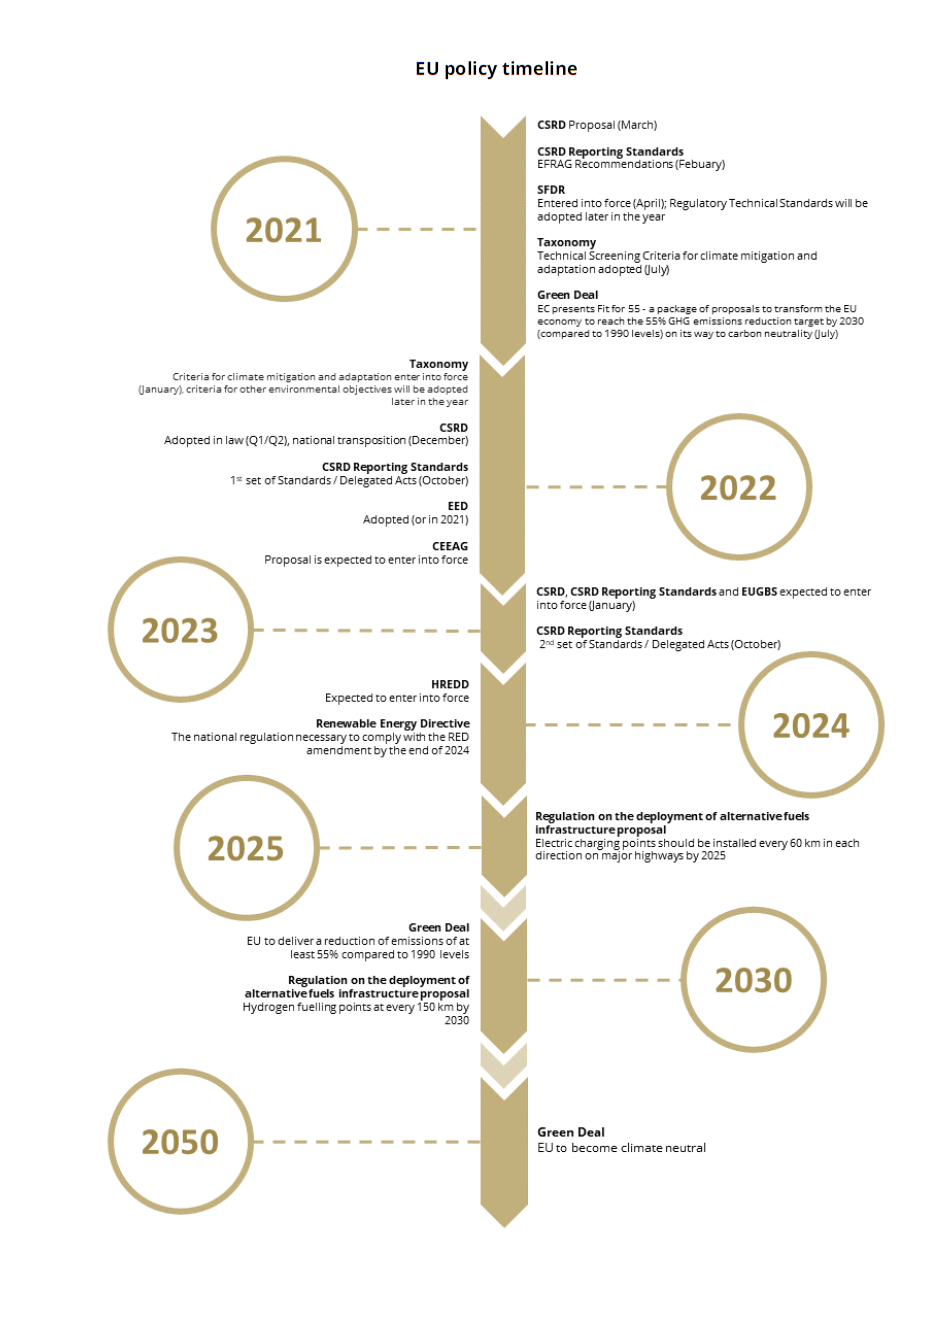 EU policy timeline
2021
CSRD Proposal (March)
CSRD Reporting Standards
EFRAG Recommendations (Febuary)
SFDR
Entered into force (April); Regulatory Technical Standards will be
adopted later in the year
Taxonomy
Technical Screening Criteria for climate mitigation and
adaptation adopted (July)
Green Deal
EC presents Fit for 55 - a package of proposals to transform the EU
economy to reach the 55% GHG emissions reduction target by 2030
(compared to 1990 levels) on its way to carbon neutrality (July)
2022
Taxonomy
Criteria for climate mitigation and adaptation enter into force
(January), criteria for other environmental objectives will be adopted
later in the year
CSRD
Adopted in law (Q1/Q2), national transposition (December)
CSRD Reporting Standards
1st set of Standards / Delegated Acts (October)
EED
Adopted (or in 2021)
CEEAG
Proposal is expected to enter into force
2023
CSRD, CSRD Reporting Standards and EUGBS expected to enter
into force (January)
CSRD Reporting Standards
2nd set of Standards / Delegated Acts (October)
2024
HREDD
Expected to enter into force
Renewable Energy Directive
The national regulation necessary to comply with the RED
amendment by the end of 2024
2025
Regulation on the deployment of alternative fuels
infrastructure proposal
Electric charging points should be installed every 60 km in each
direction on major highways by 2025
2030
Green Deal
EU to deliver a reduction of emissions of at
least 55% compared to 1990 levels
Regulation on the deployment of
alternative fuels infrastructure proposal
Hydrogen fuelling points at every 150 km by
2030
2050
Green Deal
EU to become climate neutral